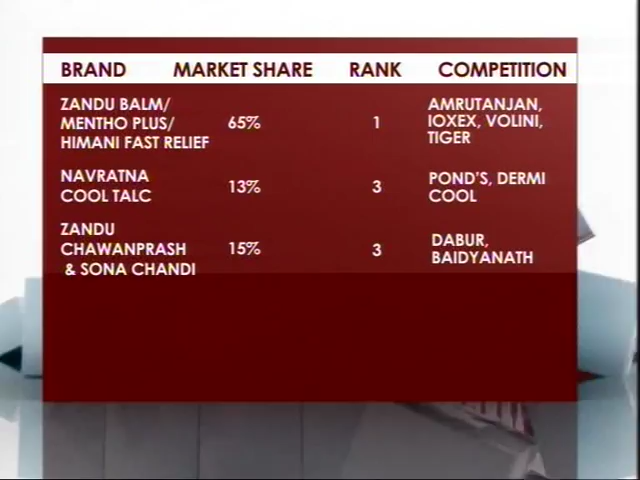 BRAND MARKET SHARE RANK COMPETITION
ZANDU BALM/
MENTHO PLUS/
HIMANI FAST RELIEF
65%
1
AMRUTANJAN,
IOXEX, VOLINI,
TIGER
NAVRATNA
COOL TALC
13%
3
POND'S, DERMI
COOL
ZANDU
CHAWANPRASH
& SONA CHANDI
15%
3
DABUR,
BAIDYANATH